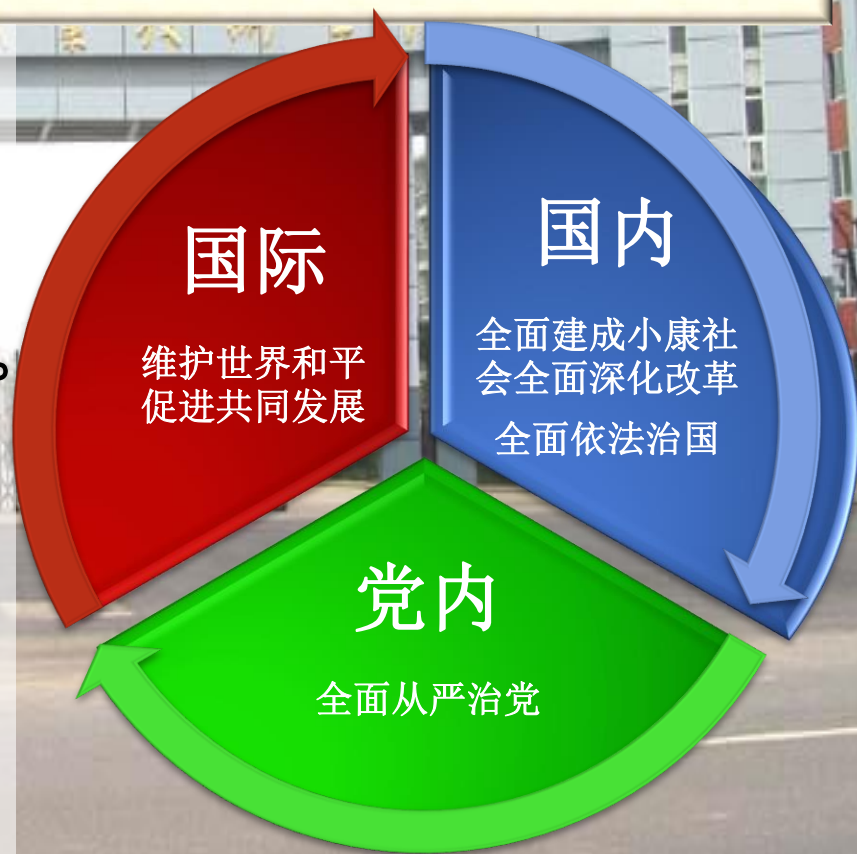 国际
维护世界和平
促进共同发展
国内
全面建成小康社
会全面深化改革
全面依法治国
党内
全面从严治党